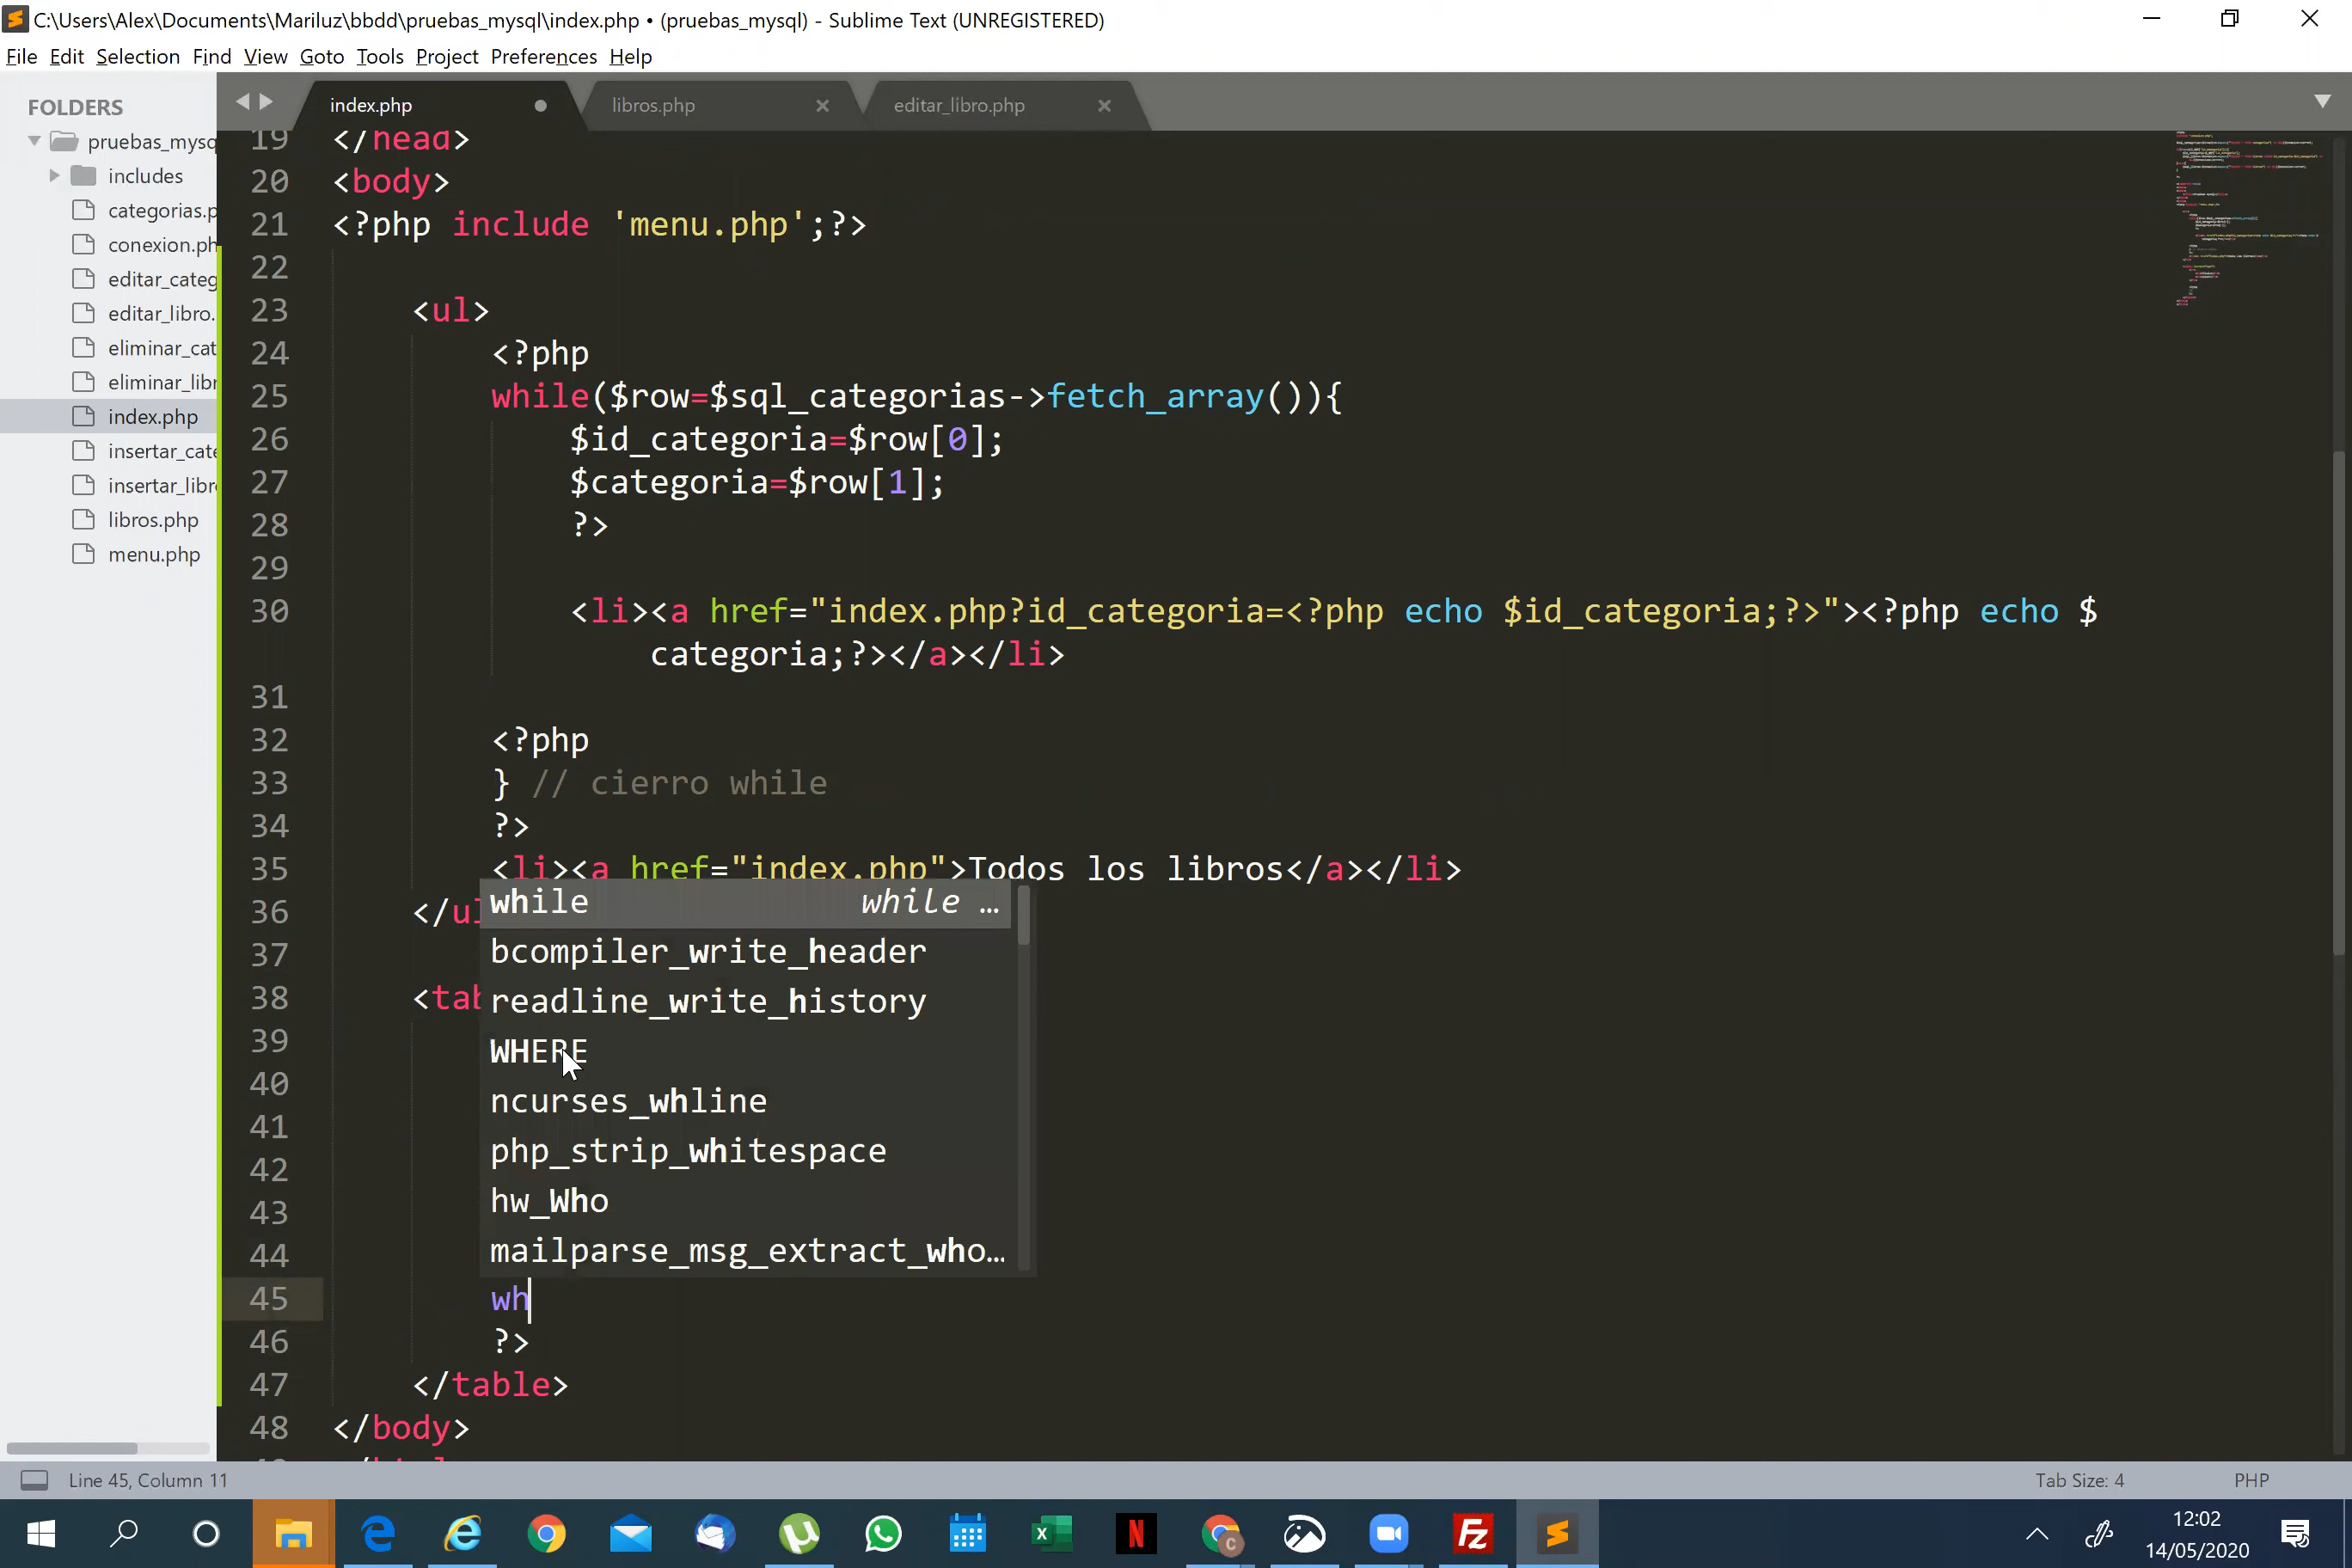 C:\Users\Alex\Documents\Mariluz\bbdd\pruebas_mysql\index.php • (pruebas_mysql) - Sublime Text (UNREGISTERED)
File Edit Selection Find View Goto Tools Project Preferences Help
FOLDERS
pruebas_mysq
includes
categorias.p
conexion.ph
editar_categ
editar_libro.
eliminar_cat
eliminar_libr
index.php
insertar_cate
insertar_libr
libros.php
menu.php
index.php libros.php editar_libro.php
19 </head>
20 <body>
21 <?php include 'menu.php';?>
22
23 <ul>
24 <?php
25 while($row=$sql_categorias->fetch_array()){
26 $id_categoria=$row[0];
27 $categoria=$row[1];
28 ?>
29
30 <li><a href="index.php?id_categoria=<?php echo $id_categoria;?>"><?php echo $
categoria;?></a></li>
31
32 <?php
33 } // cierro while
34 ?>
35 <li><a href="index.php">Todos los libros</a></li>
36 </ul
37
38 <tab
39
40
41
42
43
44
while while …
bcompiler_write_header
readline_write_history
WHERE
ncurses_whline
php_strip_whitespace
hw_Who
mailparse_msg_extract_who…
45 wh
46 ?>
47 </table>
48 </body>
Line 45, Column 11 Tab Size: 4 PHP
12:02
14/05/2020